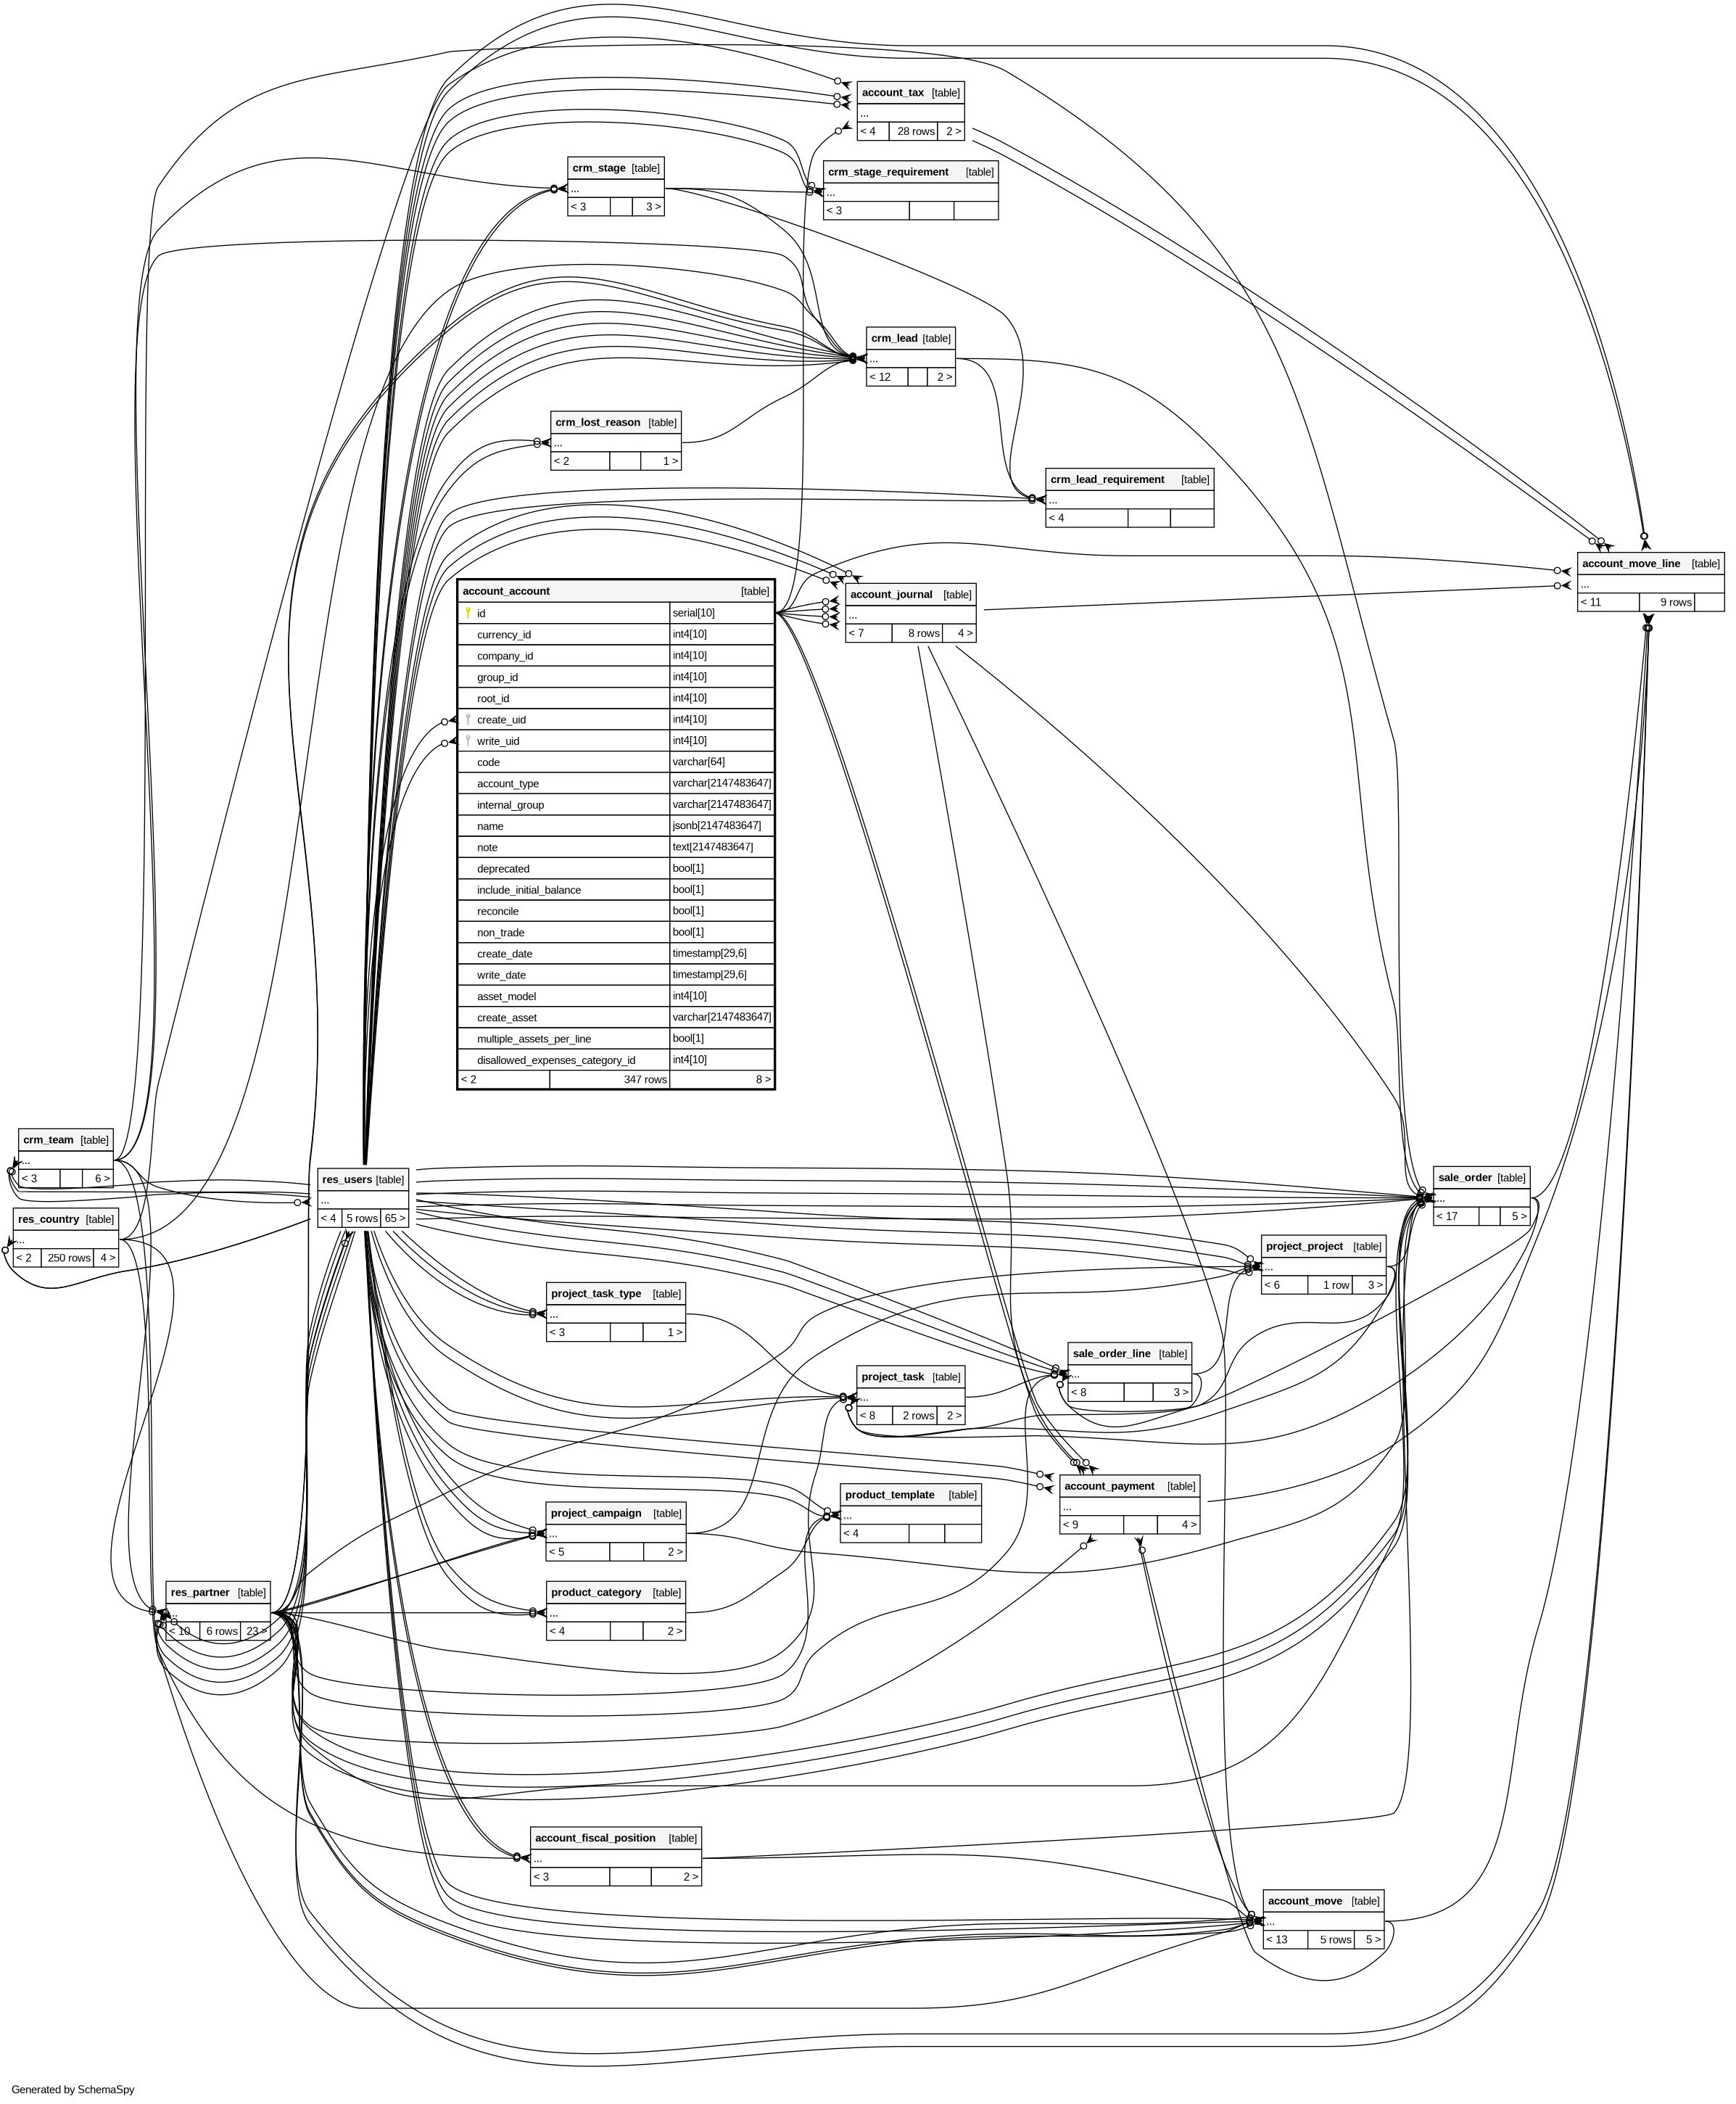 account_tax [table]
...
< 4 28 rows 2 >
crm_stage [table]
...
< 3 3 >
crm_stage_requirement [table]
...
< 3
crm_lead [table]
...
< 12 2 >
crm_lost_reason [table]
...
< 2 1 >
crm_lead_requirement [table]
...
< 4
account_move_line [table]
...
< 11 9 rows
account_journal [table]
...
< 7 8 rows 4 >
account_account [table]
id serial[10]
currency_id int4[10]
company_id int4[10]
group_id int4[10]
root_id int4[10]
create_uid int4[10]
write_uid int4[10]
code varchar[64]
account_type varchar[2147483647]
internal_group varchar[2147483647]
name jsonb[2147483647]
note text[2147483647]
deprecated bool[1]
include_initial_balance bool[1]
reconcile bool[1]
non_trade bool[1]
create_date timestamp[29,6]
write_date timestamp[29,6]
asset_model int4[10]
create_asset varchar[2147483647]
multiple_assets_per_line bool[1]
disallowed_expenses_category_id int4[10]
< 2 347 rows 8 >
crm_team [table]
...
< 3 6 >
res_country [table]
...
< 2 250 rows 4 >
res_users [table]
...
< 4 5 rows 65 >
sale_order [table]
...
< 17 5 >
project_project [table]
...
< 6 1 row 3 >
project_task_type [table]
...
< 3 1 >
sale_order_line [table]
...
< 8 3 >
project_task [table]
...
< 8 2 rows 2 >
account_payment [table]
...
< 9 4 >
product_template [table]
...
< 4
project_campaign [table]
...
< 5 2 >
product_category [table]
...
< 4 2 >
res_partner [table]
...
< 10 6 rows 23 >
account_fiscal_position [table]
...
< 3 2 >
account_move [table]
...
< 13 5 rows 5 >
Generated by SchemaSpy